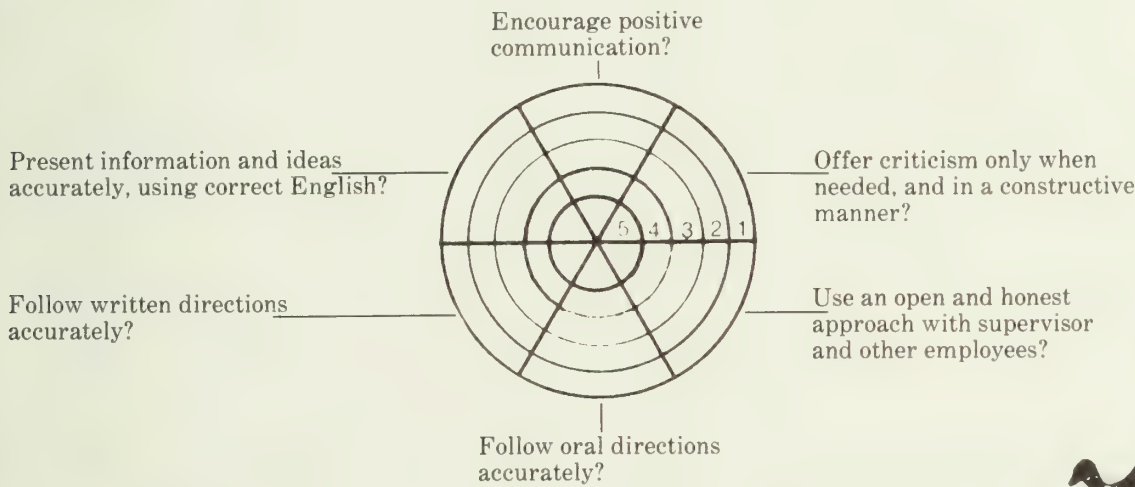 Encourage positive
communication?
Present information and ideas
accurately, using correct English?
Offer criticism only when
needed, and in a constructive
manner?
5 4 3 2 1
Follow written directions
accurately?
Use an open and honest
approach with supervisor
and other employees?
Follow oral directions
accurately?